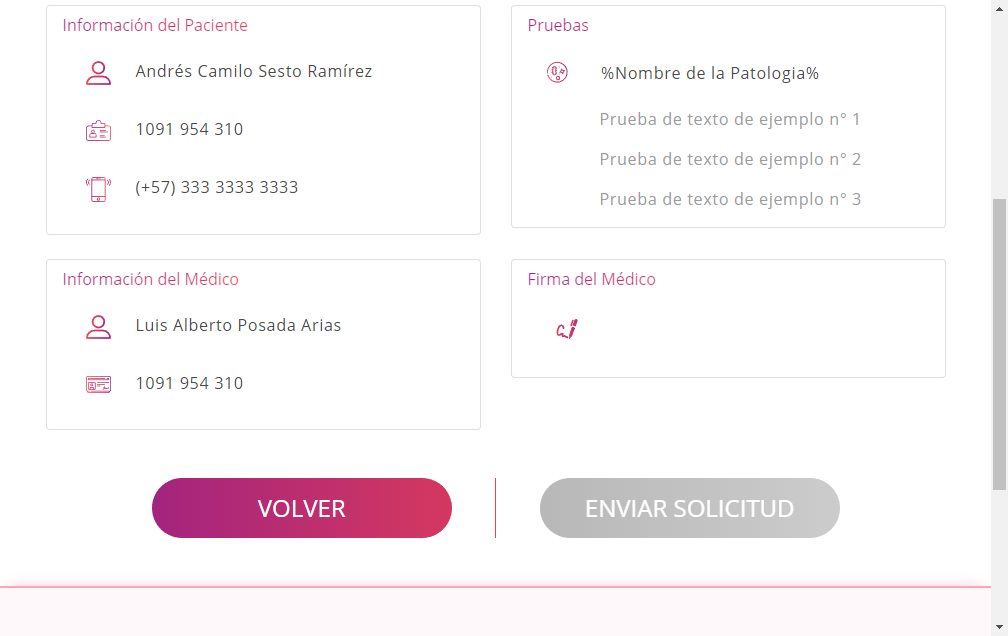 Información del Paciente
Andrés Camilo Sesto Ramírez
1091 954 310
(+57) 333 3333 3333
Pruebas
%Nombre de la Patologia%
Prueba de texto de ejemplo n° 1
Prueba de texto de ejemplo n° 2
Prueba de texto de ejemplo n° 3
Información del Médico
Luis Alberto Posada Arias
1091 954 310
Firma del Médico
VOLVER
ENVIAR SOLICITUD